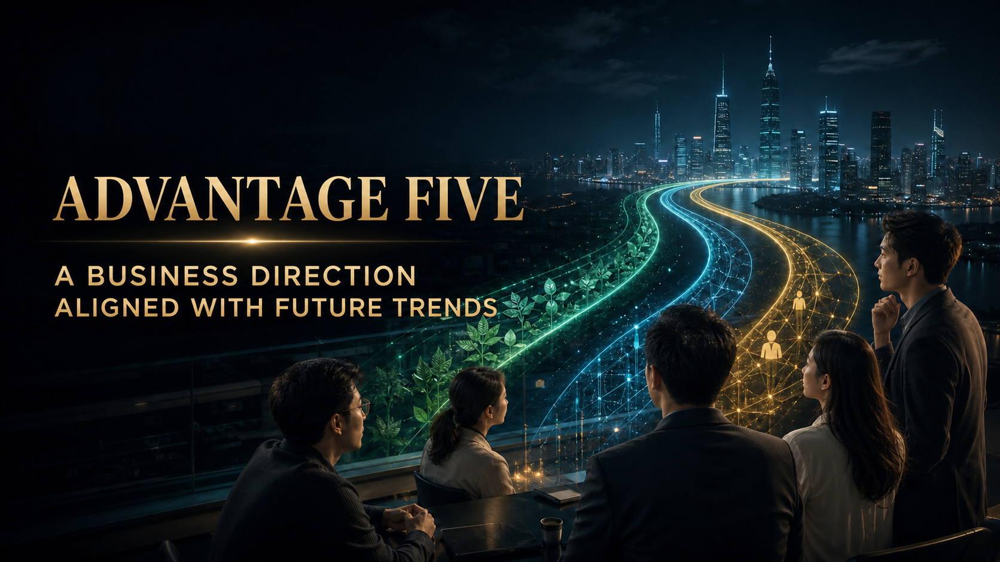 ADVANTAGE FIVE
A BUSINESS DIRECTION
ALIGNED WITH FUTURE TRENDS